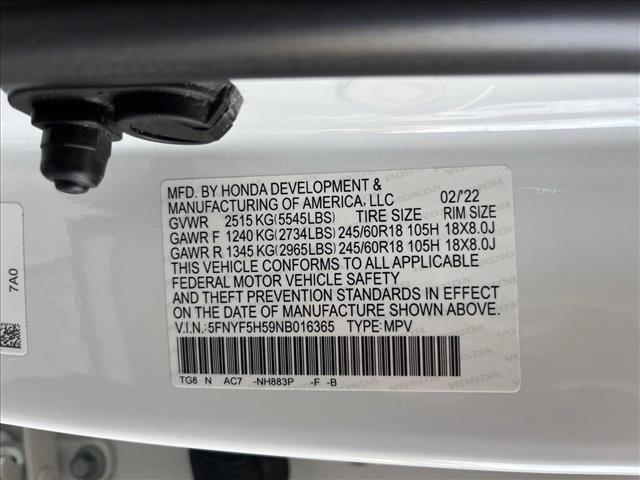 MFD. BY HONDA DEVELOPMENT &
MANUFACTURING OF AMERICA, LLC 02/'22
GVWR 2515 KG(5545LBS) TIRE SIZE RIM SIZE
GAWR F 1240 KG(2734LBS) 245/60R18 105H 18X8.0J
GAWR R 1345 KG(2965LBS) 245/60R18 105H 18X8.0J
THIS VEHICLE CONFORMS TO ALL APPLICABLE
FEDERAL MOTOR VEHICLE SAFETY
AND THEFT PREVENTION STANDARDS IN EFFECT
ON THE DATE OF MANUFACTURE SHOWN ABOVE.
V.I.N.:5FNYF5H59NB016365 TYPE:MPV
TG8 N AC7 -NH883P -F -B
7A0